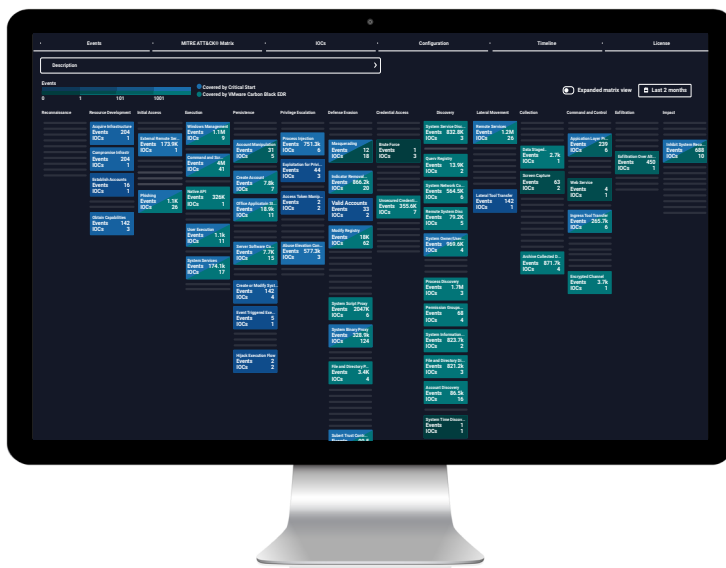 Events
MITRE ATT&CK® Matrix
IOCs
Configuration
Timeline
License
Description
Events
0 1 101 1001
Covered by Critical Start
Covered by VMware Carbon Black EDR
Expanded matrix view
Last 2 months
Reconnaissance
Resource Development
Initial Access
Execution
Persistence
Privilege Escalation
Defense Evasion
Credential Access
Discovery
Lateral Movement
Collection
Command and Control
Exfiltration
Impact
Acquire Infrastructure
Events 204
IOCs 1
Compromise Infrastr
Events 204
IOCs 1
Establish Accounts
Events 16
IOCs 1
Obtain Capabilities
Events 142
IOCs 3
External Remote Ser...
Events 173.9K
IOCs 1
Phishing
Events 1.1K
IOCs 26
Windows Management
Events 1.1M
IOCs 9
Command and Sc...
Events 4M
IOCs 41
Native API
Events 326K
IOCs 1
User Execution
Events 1.1k
IOCs 11
System Services
Events 174.1k
IOCs 17
Account Manipulation
Events 31
IOCs 5
Create Account
Events 7.8k
IOCs 7
Office Application St...
Events 18.9k
IOCs 11
Server Software Co...
Events 7.7K
IOCs 15
Create or Modify Syst...
Events 142
IOCs 4
Event Triggered Exe...
Events 5
IOCs 1
Hijack Execution Flow
Events 2
IOCs 2
Process Injection
Events 751.3k
IOCs 6
Exploitation for Privi...
Events 44
IOCs 3
Access Token Manip...
Events 2
IOCs 2
Abuse Elevation Con...
Events 577.3k
IOCs 3
Masquerading
Events 12
IOCs 18
Indicator Removal...
Events 866.2k
IOCs 20
Valid Accounts
Events 33
IOCs 2
Modify Registry
Events 18K
IOCs 62
System Script Proxy
Events 2047K
IOCs 6
System Binary Proxy
Events 328.9k
IOCs 124
File and Directory P...
Events 3.4K
IOCs 4
Subert Trust Contr...
Brute Force
Events 1
IOCs 3
Unsecured Credenti...
Events 355.6K
IOCs 7
System Service Disc...
Events 832.8K
IOCs 3
Query Registry
Events 13.9K
IOCs 2
System Network Co...
Events 564.5K
IOCs 6
Remote System Disc
Events 79.2K
IOCs 5
System Owner/User...
Events 969.6K
IOCs 4
Process Discovery
Events 1.7M
IOCs 3
Permission Groups...
Events 68
IOCs 4
System Information...
Events 823.7k
IOCs 2
File and Directory Di...
Events 821.2k
IOCs 3
Account Discovery
Events 86.5k
IOCs 16
System Time Discov...
Events 1
IOCs 1
Remote Services
Events 1.2M
IOCs 26
Lateral Tool Transfer
Events 142
IOCs 1
Data Staged
Events 2.7k
IOCs 1
Screen Capture
Events 63
IOCs 2
Archive Collected D...
Events 871.7k
IOCs 4
Application Layer Pr...
Events 239
IOCs 6
Web Service
Events 4
IOCs 1
Ingress Tool Transfer
Events 265.7k
IOCs 6
Encrypted Channel
Events 3.7k
IOCs 1
Exfiltration Over Alt...
Events 450
IOCs 1
Inhibit System Reco...
Events 688
IOCs 10